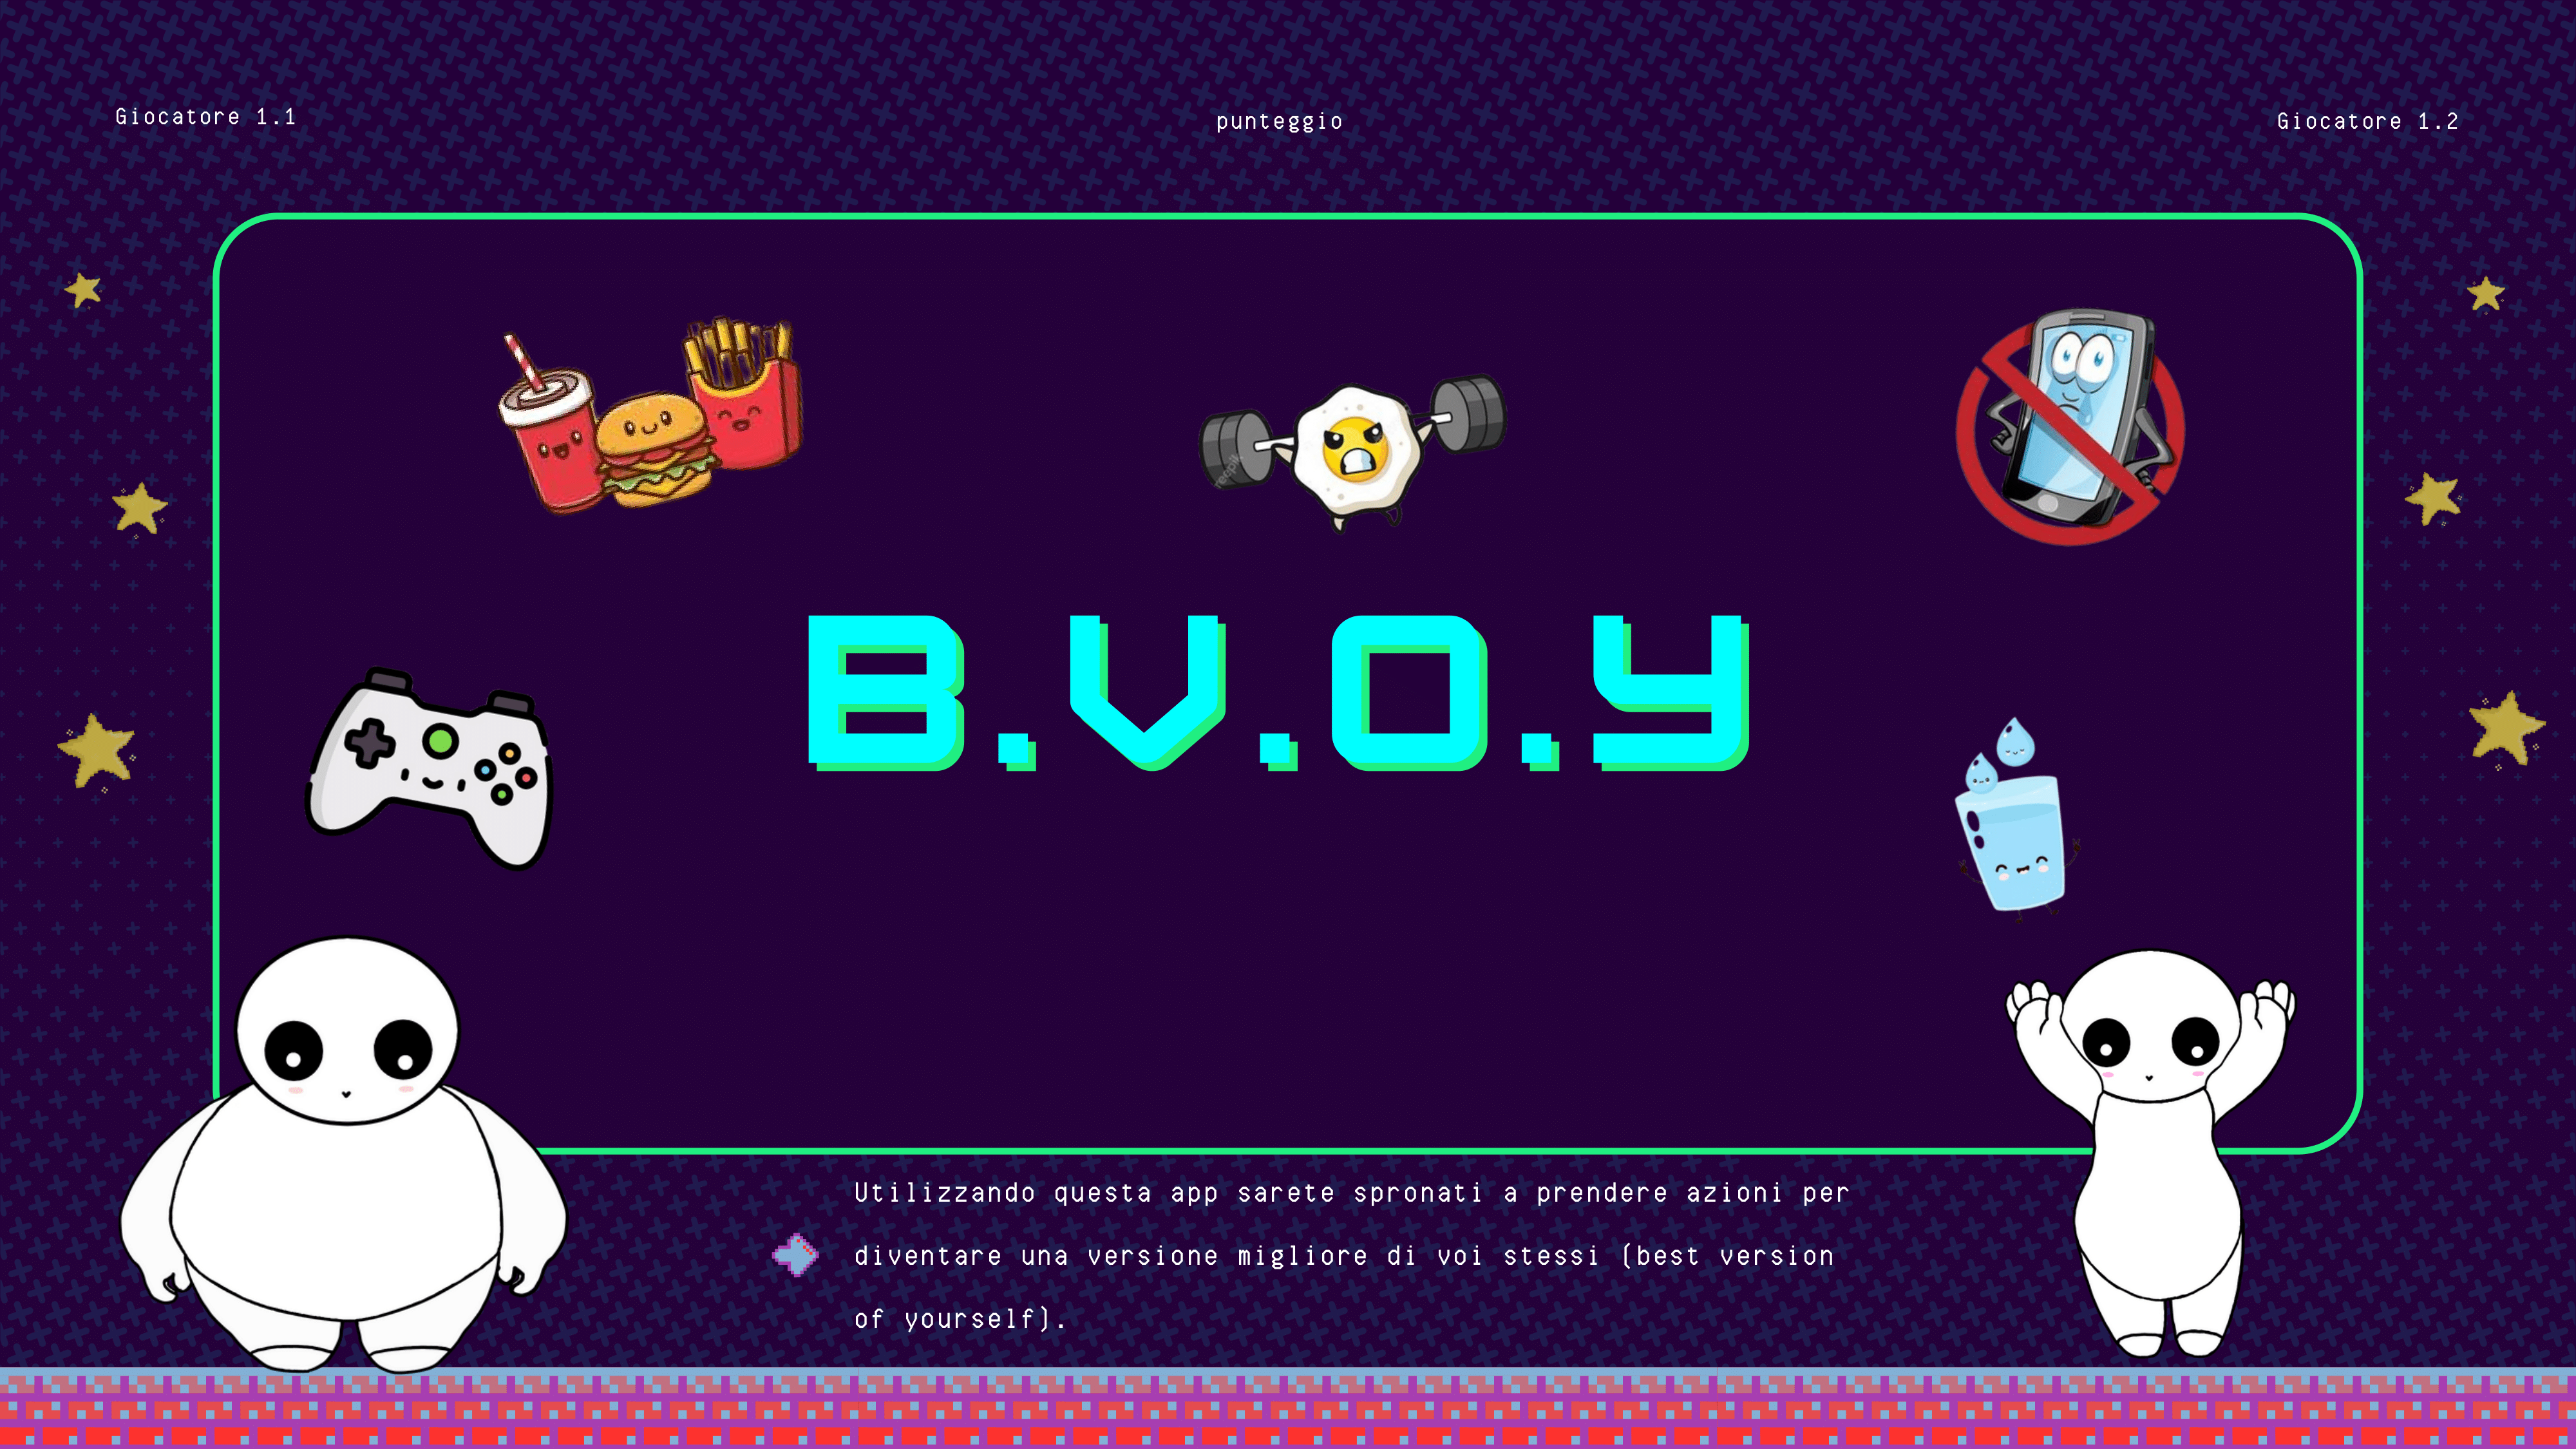 Giocatore 1.1
punteggio
Giocatore 1.2
B.V.O.Y
Utilizzando questa app sarete spronati a prendere azioni per
diventare una versione migliore di voi stessi (best version
of yourself).